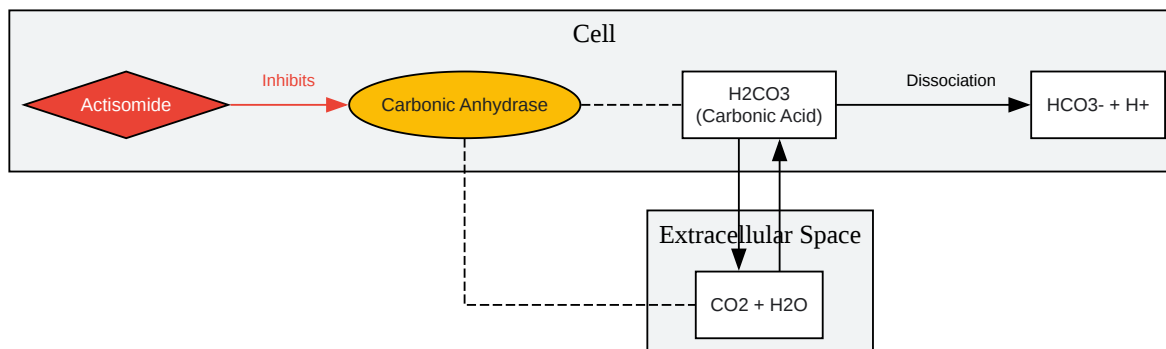 Cell
Inhibits
Dissociation
Actisomide
Carbonic Anhydrase
H2CO3
(Carbonic Acid)
HCO3- + H+
Extracellular Space
CO2 + H2O